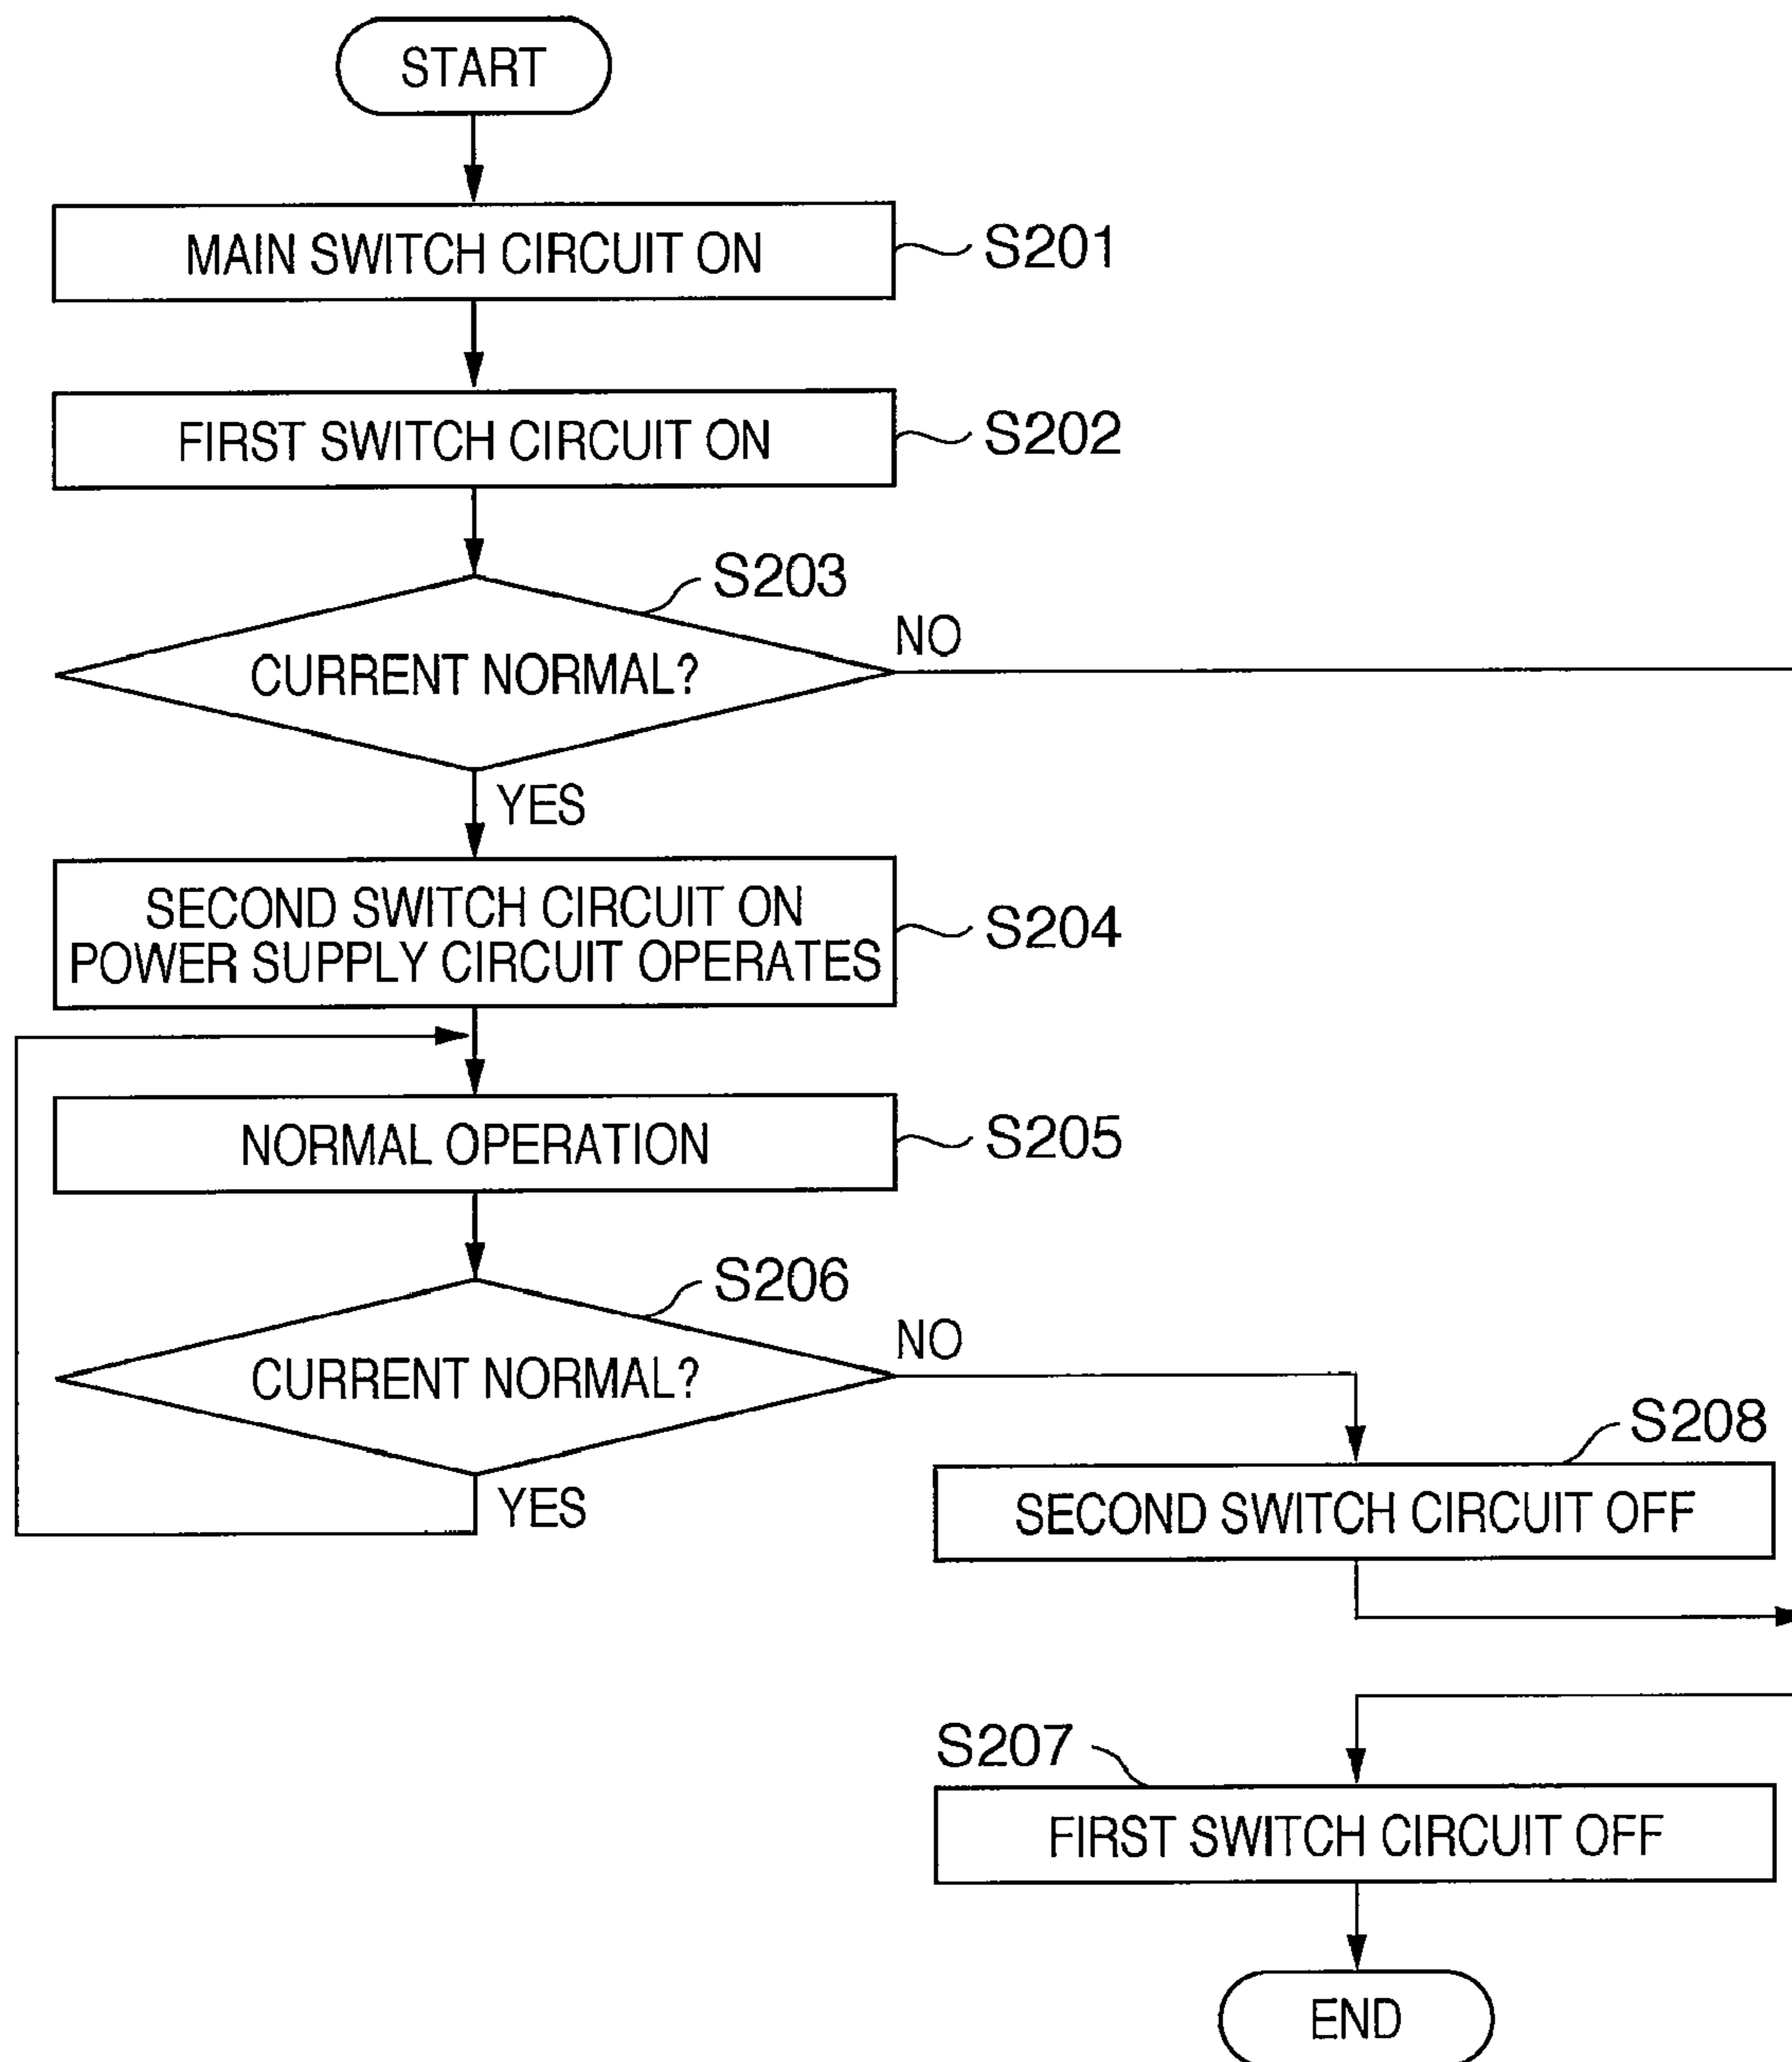 START
MAIN SWITCH CIRCUIT ON
S201
FIRST SWITCH CIRCUIT ON
S202
S203
CURRENT NORMAL?
NO
YES
SECOND SWITCH CIRCUIT ON
POWER SUPPLY CIRCUIT OPERATES
S204
NORMAL OPERATION
S205
S206
CURRENT NORMAL?
NO
YES
S208
SECOND SWITCH CIRCUIT OFF
S207
FIRST SWITCH CIRCUIT OFF
END